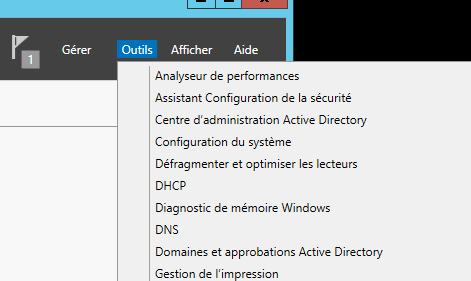 1
Gérer Outils Afficher Aide
Analyseur de performances
Assistant Configuration de la sécurité
Centre d'administration Active Directory
Configuration du système
Défragmenter et optimiser les lecteurs
DHCP
Diagnostic de mémoire Windows
DNS
Domaines et approbations Active Directory
Gestion de l'impression